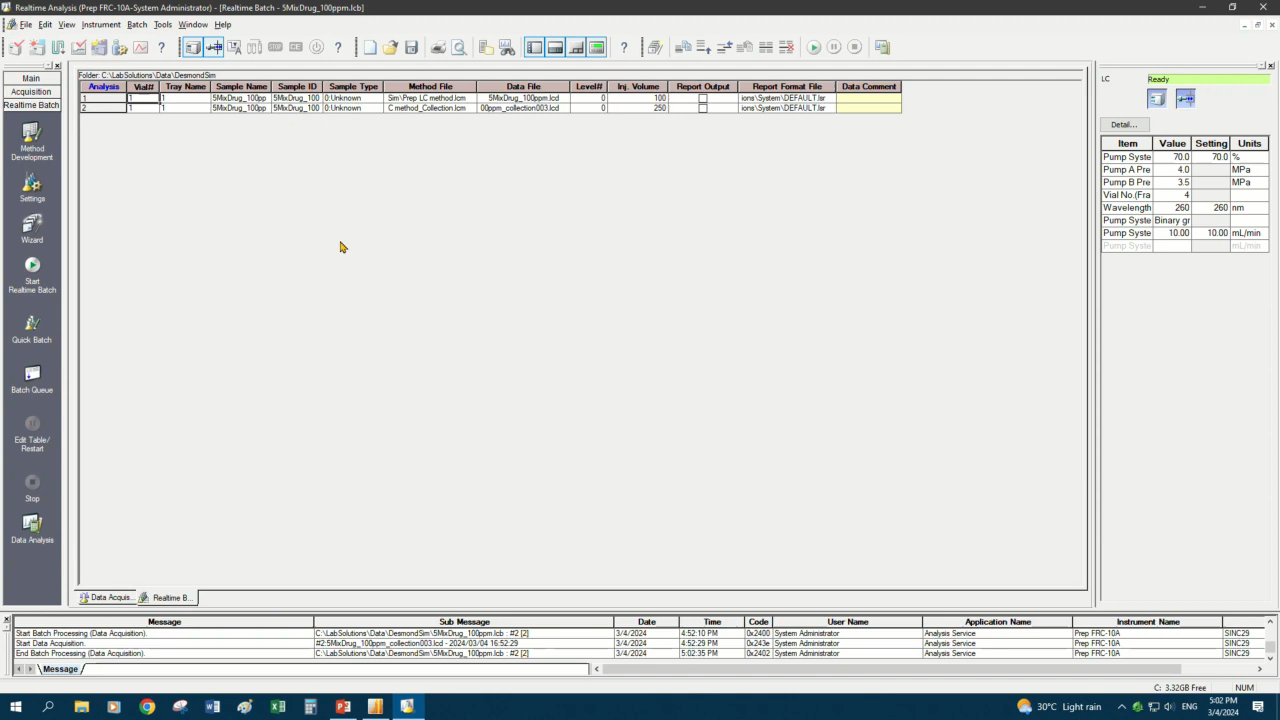 Realtime Analysis (Prep FRC-10A-System Administrator) - [Realtime Batch - 5MixDrug_100ppm.lcb]
File Edit View Instrument Batch Tools Window Help
Main
Acquisition
Realtime Batch
Method Development
Settings
Wizard
Start Realtime Batch
Quick Batch
Batch Queue
Edit Table/ Restart
Stop
Data Analysis
Folder: C:\LabSolutions\Data\DesmondSim
Analysis Vial# Tray Name Sample Name Sample ID Sample Type Method File Data File Level# Inj. Volume Report Output Report Format File Data Comment
1 1 1 5MixDrug_100pp 5MixDrug_100 0:Unknown Sim\Prep LC method.lcm 5MixDrug_100ppm.lcd 0 100 ions\System\DEFAULT.lsr
2 1 1 5MixDrug_100pp 5MixDrug_100 0:Unknown C method_Collection.lcm 00ppm_collection003.lcd 0 250 ions\System\DEFAULT.lsr
LC Ready
Detail...
Item Value Setting Units
Pump Syste 70.0 70.0 %
Pump A Pre 4.0 MPa
Pump B Pre 3.5 MPa
Vial No.(Fra 4
Wavelength 260 260 nm
Pump Syste Binary gr
Pump Syste 10.00 10.00 mL/min
Pump Syste mL/min
Data Acquis... Realtime B...
Message Sub Message Date Time Code User Name Application Name Instrument Name
Start Batch Processing (Data Acquisition). C:\LabSolutions\Data\DesmondSim\5MixDrug_100ppm.lcb : #2 [2] 3/4/2024 4:52:10 PM 0x2400 System Administrator Analysis Service Prep FRC-10A SINC29
Start Data Acquisition. #2:5MixDrug_100ppm_collection003.lcd - 2024/03/04 16:52:29 3/4/2024 4:52:29 PM 0x243e System Administrator Analysis Service Prep FRC-10A SINC29
End Batch Processing (Data Acquisition). C:\LabSolutions\Data\DesmondSim\5MixDrug_100ppm.lcb : #2 [2] 3/4/2024 5:02:35 PM 0x2402 System Administrator Analysis Service Prep FRC-10A SINC29
Message
C: 3.32GB Free NUM
30°C Light rain ENG 5:02 PM
3/4/2024